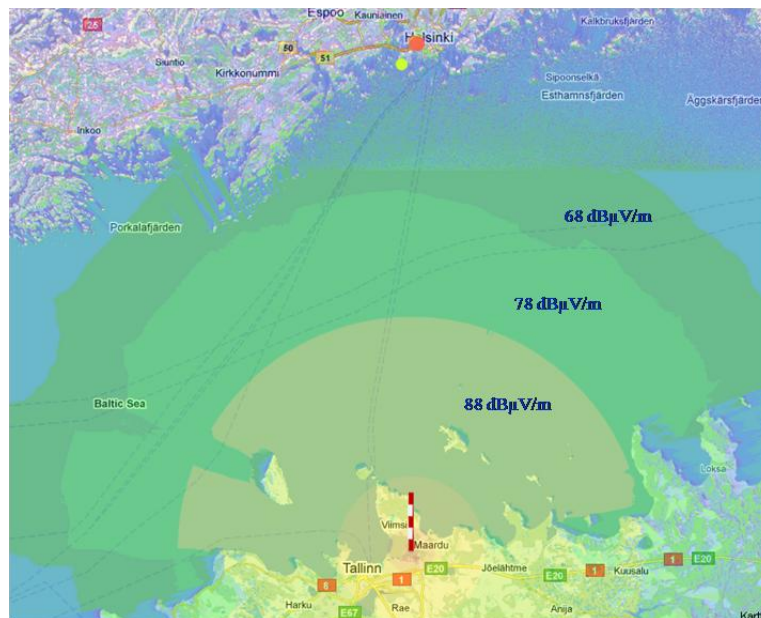 Espoo
Kauniainen
Helsinki
Kalkbruksfjärden
25
50
51
Siuntio
Kirkkonummi
Sipoonselkä
Esthamnsfjärden
Äggskärsfjärden
Inkoo
68 dBµV/m
Porkalafjärden
78 dBµV/m
Baltic Sea
88 dBµV/m
Loksa
Viimsi
Maardu
Tallinn
E20
Jõelähtme
1
E20
1
Kuusalu
1
E20
6
1
Harku
E67
Rae
Anija